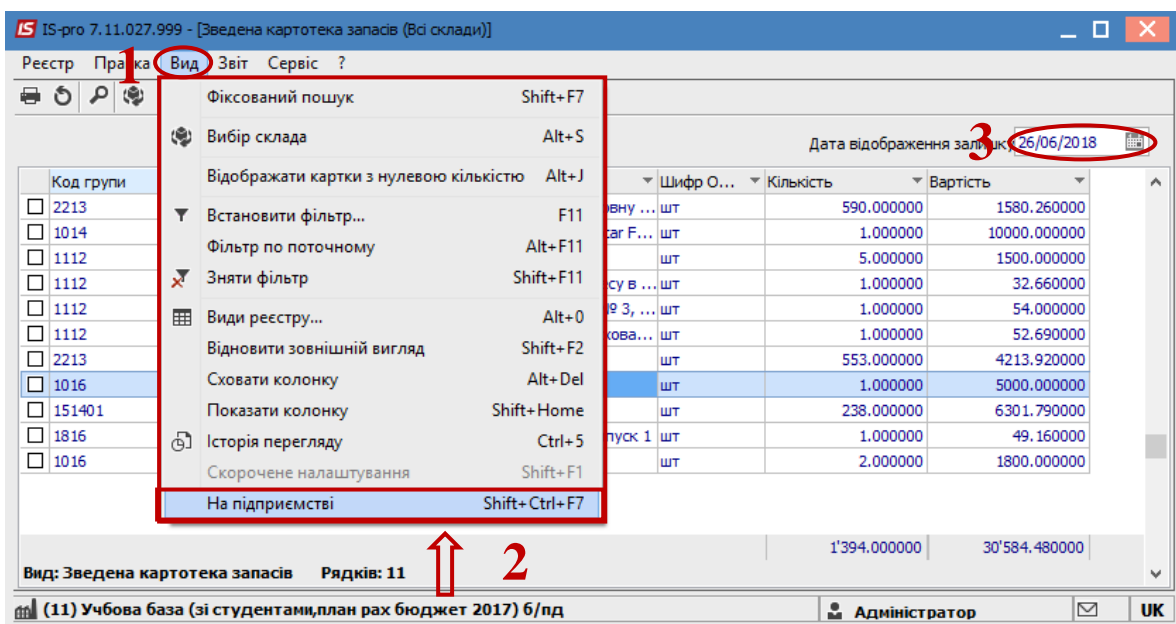 IS-pro 7.11.027.999 - [Зведена картотека запасів (Всі склади)]
1
Реєстр Правка Вид Звіт Сервіс ?
Фіксований пошук Shift+F7
Вибір склада Alt+S
Дата відображення залишку 26/06/2018
3
Відображати картки з нулевою кількістю Alt+J
Код групи Шифр О... Кількість Вартість
2213 ...шт 590.000000 1580.260000
Встановити фільтр... F11
1014 F... шт 1.000000 10000.000000
Фільтр по поточному Alt+F11
1112 шт 5.000000 1500.000000
Зняти фільтр Shift+F11
1112 в ... шт 1.000000 32.660000
1112 № 3, ... шт 1.000000 54.000000
Види реєстру... Alt+0
1112 ... шт 1.000000 52.690000
Відновити зовнішній вигляд Shift+F2
2213 шт 553.000000 4213.920000
Сховати колонку Alt+Del
1016 шт 1.000000 5000.000000
Показати колонку Shift+Home
151401 шт 238.000000 6301.790000
Історія перегляду Ctrl+5
1816 1 шт 1.000000 49.160000
Скорочене налаштування Shift+F1
1016 шт 2.000000 1800.000000
На підприємстві Shift+Ctrl+F7
2
1'394.000000 30'584.480000
Вид: Зведена картотека запасів Рядків: 11
(11) Учбова база (зі студентами,план рах бюджет 2017) б/пд Адміністратор UK